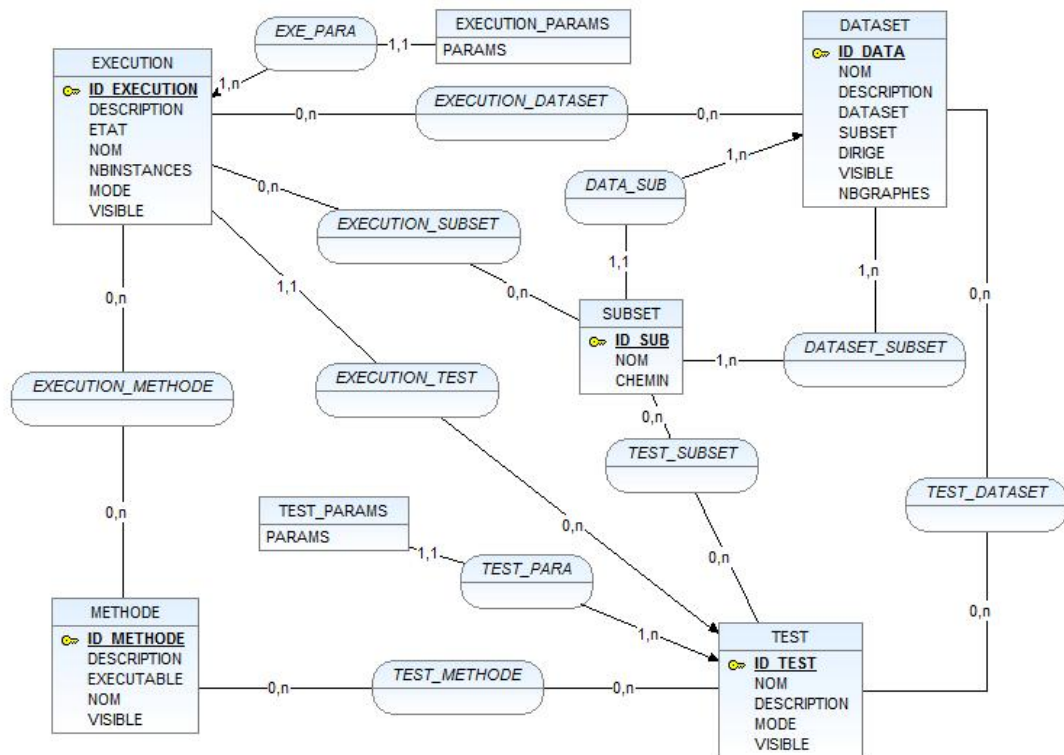 EXE_PARA
EXECUTION_PARAMS
PARAMS
1,1
1,n
DATASET
ID_DATA
NOM
DESCRIPTION
DATASET
SUBSET
DIRIGE
VISIBLE
NBGRAPHES
EXECUTION
ID_EXECUTION
DESCRIPTION
ETAT
NOM
NBINSTANCES
MODE
VISIBLE
0,n
EXECUTION_DATASET
0,n
1,n
DATA_SUB
1,1
0,n
EXECUTION_SUBSET
0,n
SUBSET
ID_SUB
NOM
CHEMIN
1,n
DATASET_SUBSET
1,n
0,n
0,n
EXECUTION_METHODE
0,n
1,1
EXECUTION_TEST
0,n
0,n
TEST_SUBSET
0,n
TEST_DATASET
0,n
TEST_PARAMS
PARAMS
1,1
TEST_PARA
1,n
METHODE
ID_METHODE
DESCRIPTION
EXECUTABLE
NOM
VISIBLE
0,n
TEST_METHODE
0,n
TEST
ID_TEST
NOM
DESCRIPTION
MODE
VISIBLE